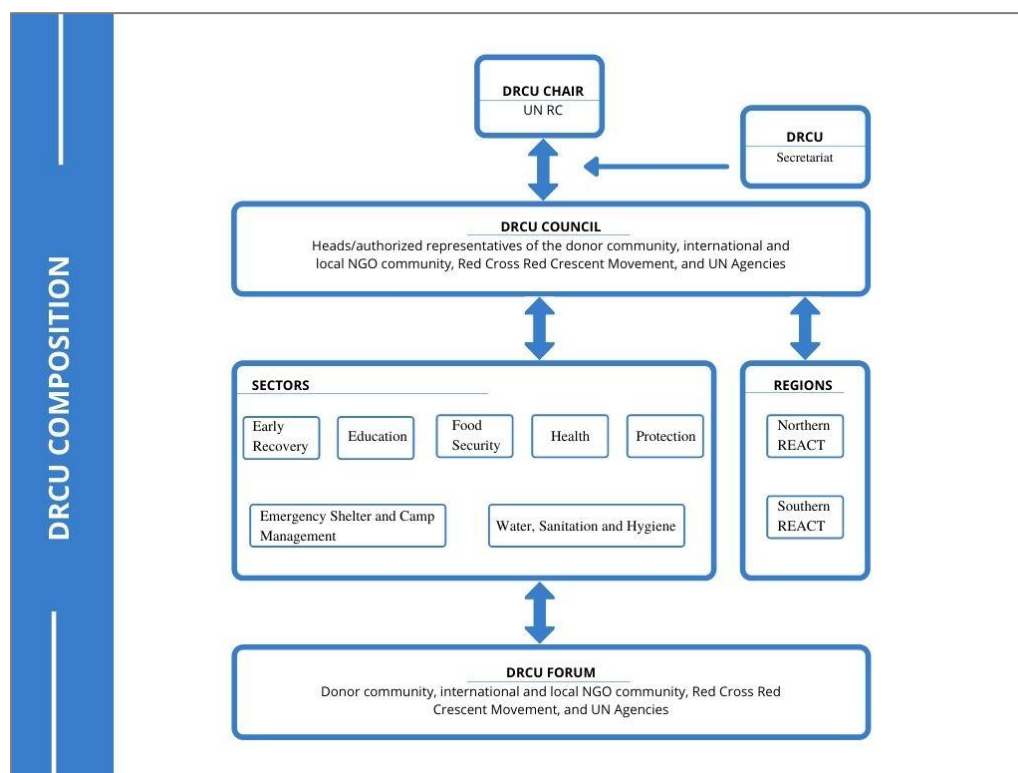 DRCU COMPOSITION
DRCU CHAIR
UN RC
DRCU
Secretariat
DRCU COUNCIL
Heads/authorized representatives of the donor community, international and
local NGO community, Red Cross Red Crescent Movement, and UN Agencies
SECTORS
Early
Recovery
Education
Food
Security
Health
Protection
Emergency Shelter and Camp
Management
Water, Sanitation and Hygiene
REGIONS
Northern
REACT
Southern
REACT
DRCU FORUM
Donor community, international and local NGO community, Red Cross Red
Crescent Movement, and UN Agencies